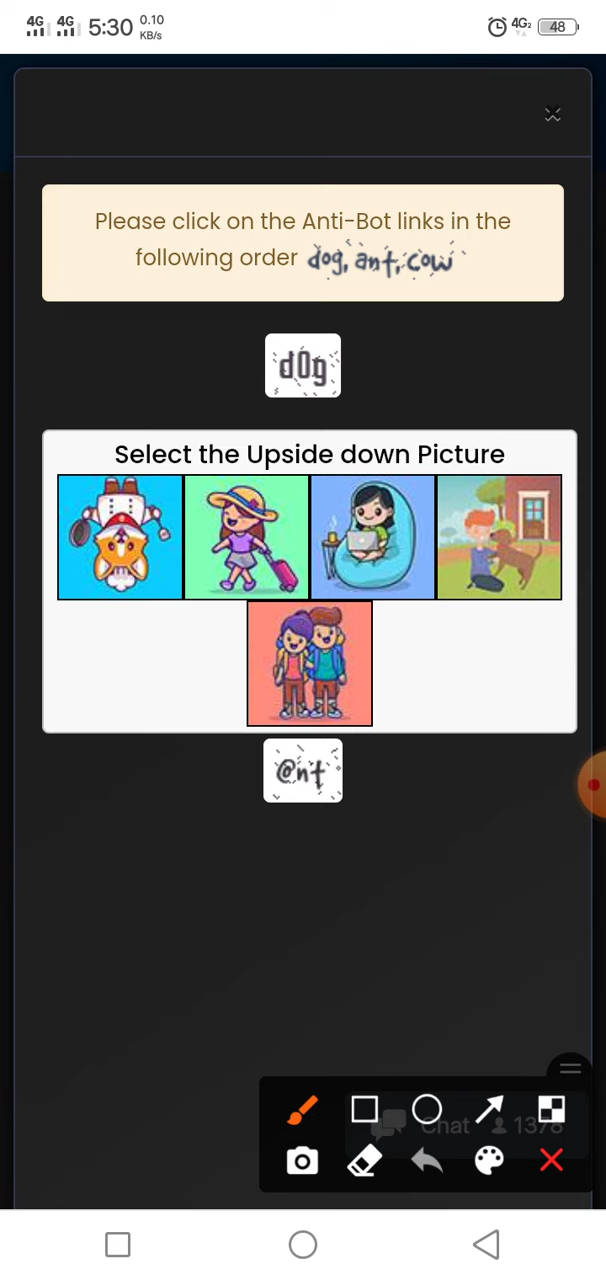 4G 4G 5:30 0.10 KB/s 4G2 48
Please click on the Anti-Bot links in the
following order dog, ant, cow
d0g
Select the Upside down Picture
@nt
Chat 1378